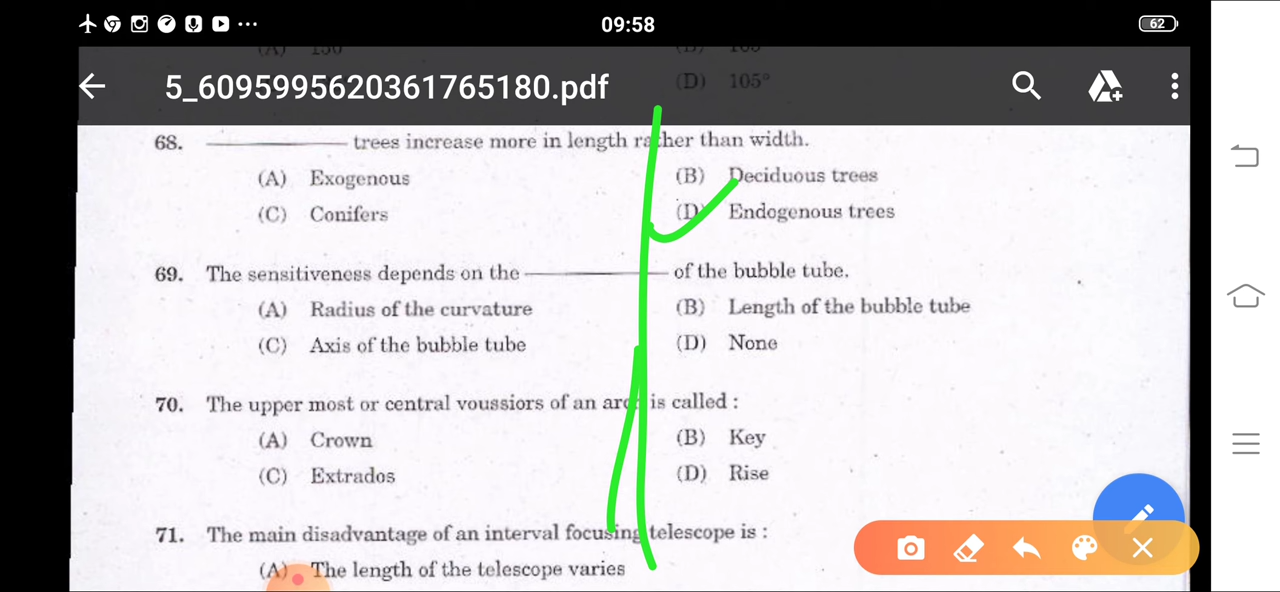 09:58
62
5_6095995620361765180.pdf
(A) 150
(D) 105°
68. trees increase more in length rather than width.
(A) Exogenous (B) Deciduous trees
(C) Conifers (D) Endogenous trees
69. The sensitiveness depends on the of the bubble tube.
(A) Radius of the curvature (B) Length of the bubble tube
(C) Axis of the bubble tube (D) None
70. The upper most or central voussiors of an arch is called :
(A) Crown (B) Key
(C) Extrados (D) Rise
71. The main disadvantage of an interval focusing telescope is :
(A) The length of the telescope varies